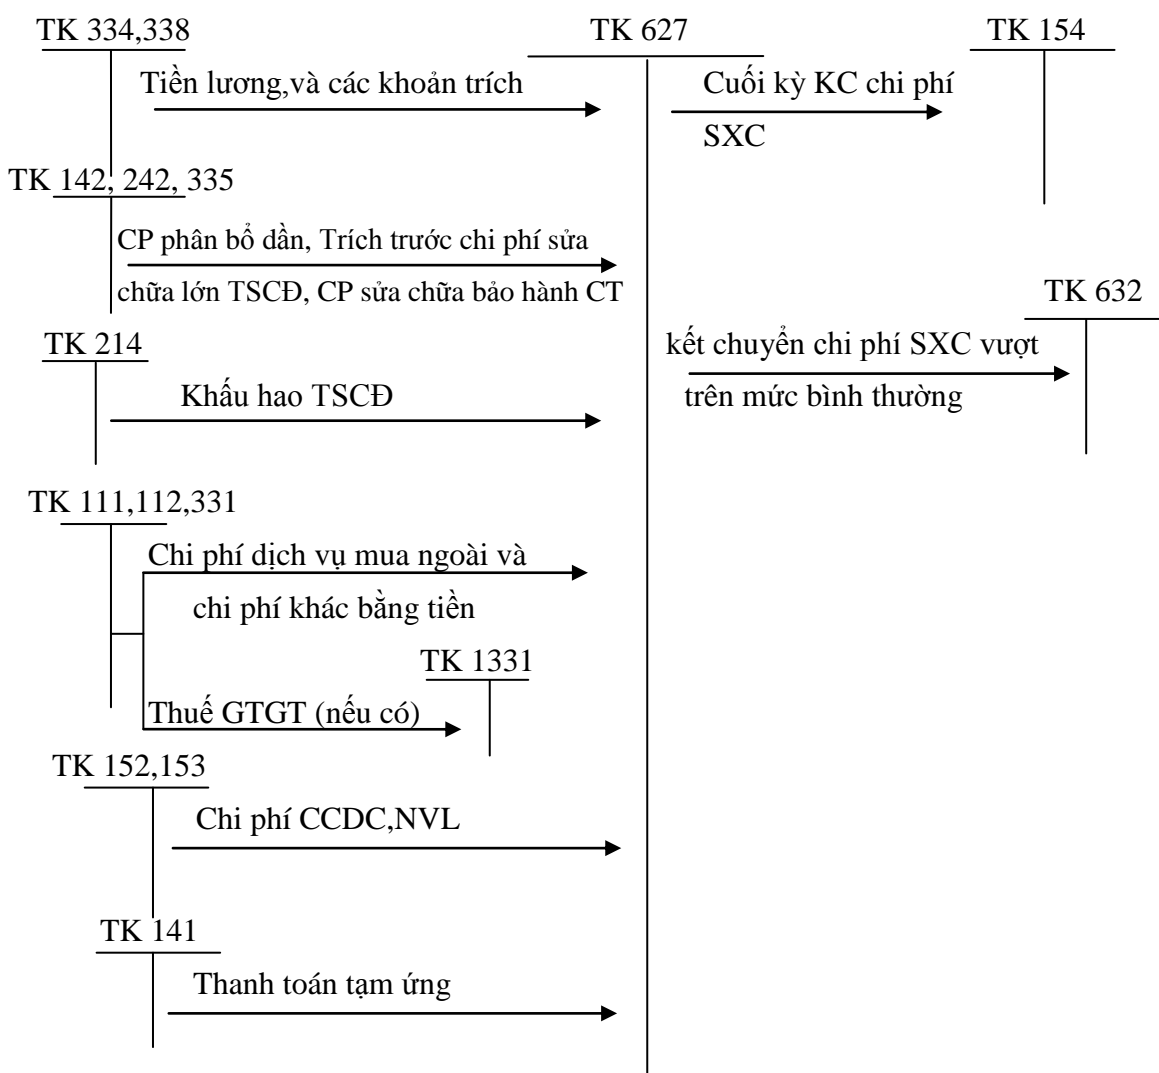 TK 334,338
TK 627
TK 154
Tiền lương,và các khoản trích
Cuối kỳ KC chi phí
SXC
TK 142, 242, 335
CP phân bổ dần, Trích trước chi phí sửa
chữa lớn TSCĐ, CP sửa chữa bảo hành CT
TK 632
TK 214
kết chuyển chi phí SXC vượt
trên mức bình thường
Khấu hao TSCĐ
TK 111,112,331
Chi phí dịch vụ mua ngoài và
chi phí khác bằng tiền
TK 1331
Thuế GTGT (nếu có)
TK 152,153
Chi phí CCDC,NVL
TK 141
Thanh toán tạm ứng